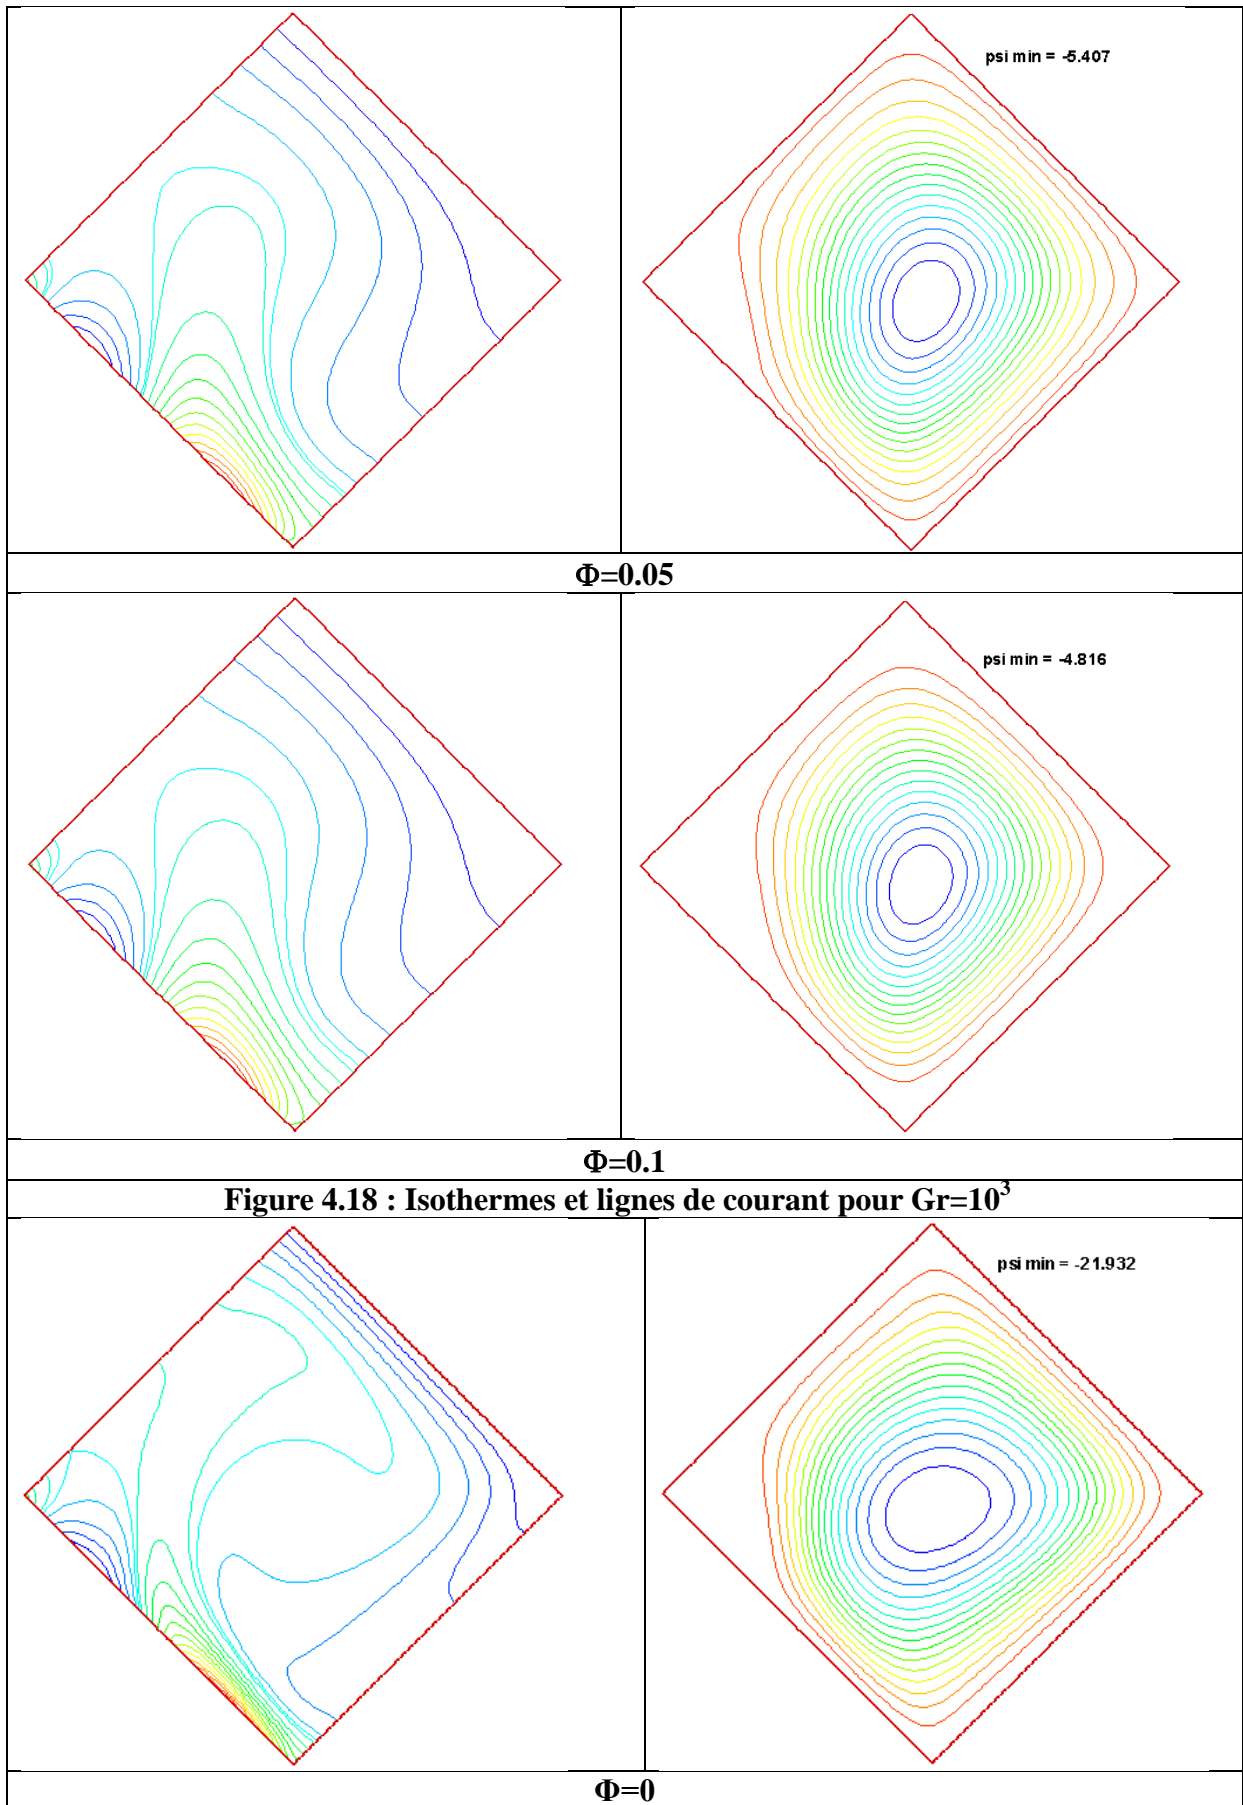 psi min = -5.407
Φ=0.05
psi min = -4.816
Φ=0.1
Figure 4.18 : Isothermes et lignes de courant pour Gr=10³
psi min = -21.932
Φ=0